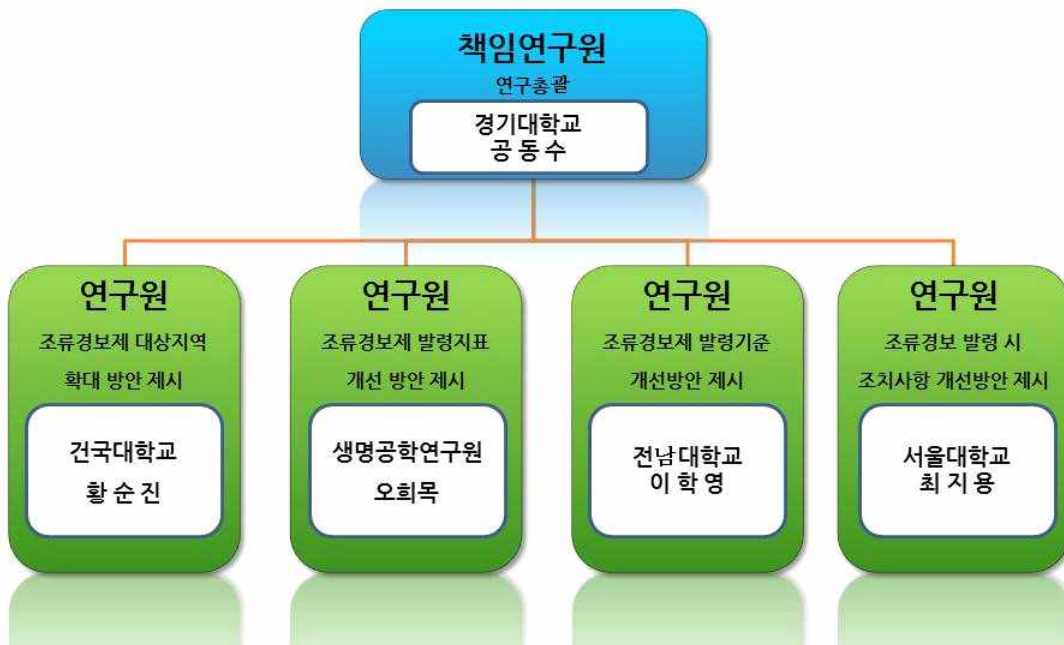 책임연구원
연구총괄
경기대학교
공 동 수
연구원
조류경보제 대상지역
확대 방안 제시
건국대학교
황 순 진
연구원
조류경보제 발령지표
개선 방안 제시
생명공학연구원
오희목
연구원
조류경보제 발령기준
개선방안 제시
전남대학교
이 학 영
연구원
조류경보 발령 시
조치사항 개선방안 제시
서울대학교
최 지 용